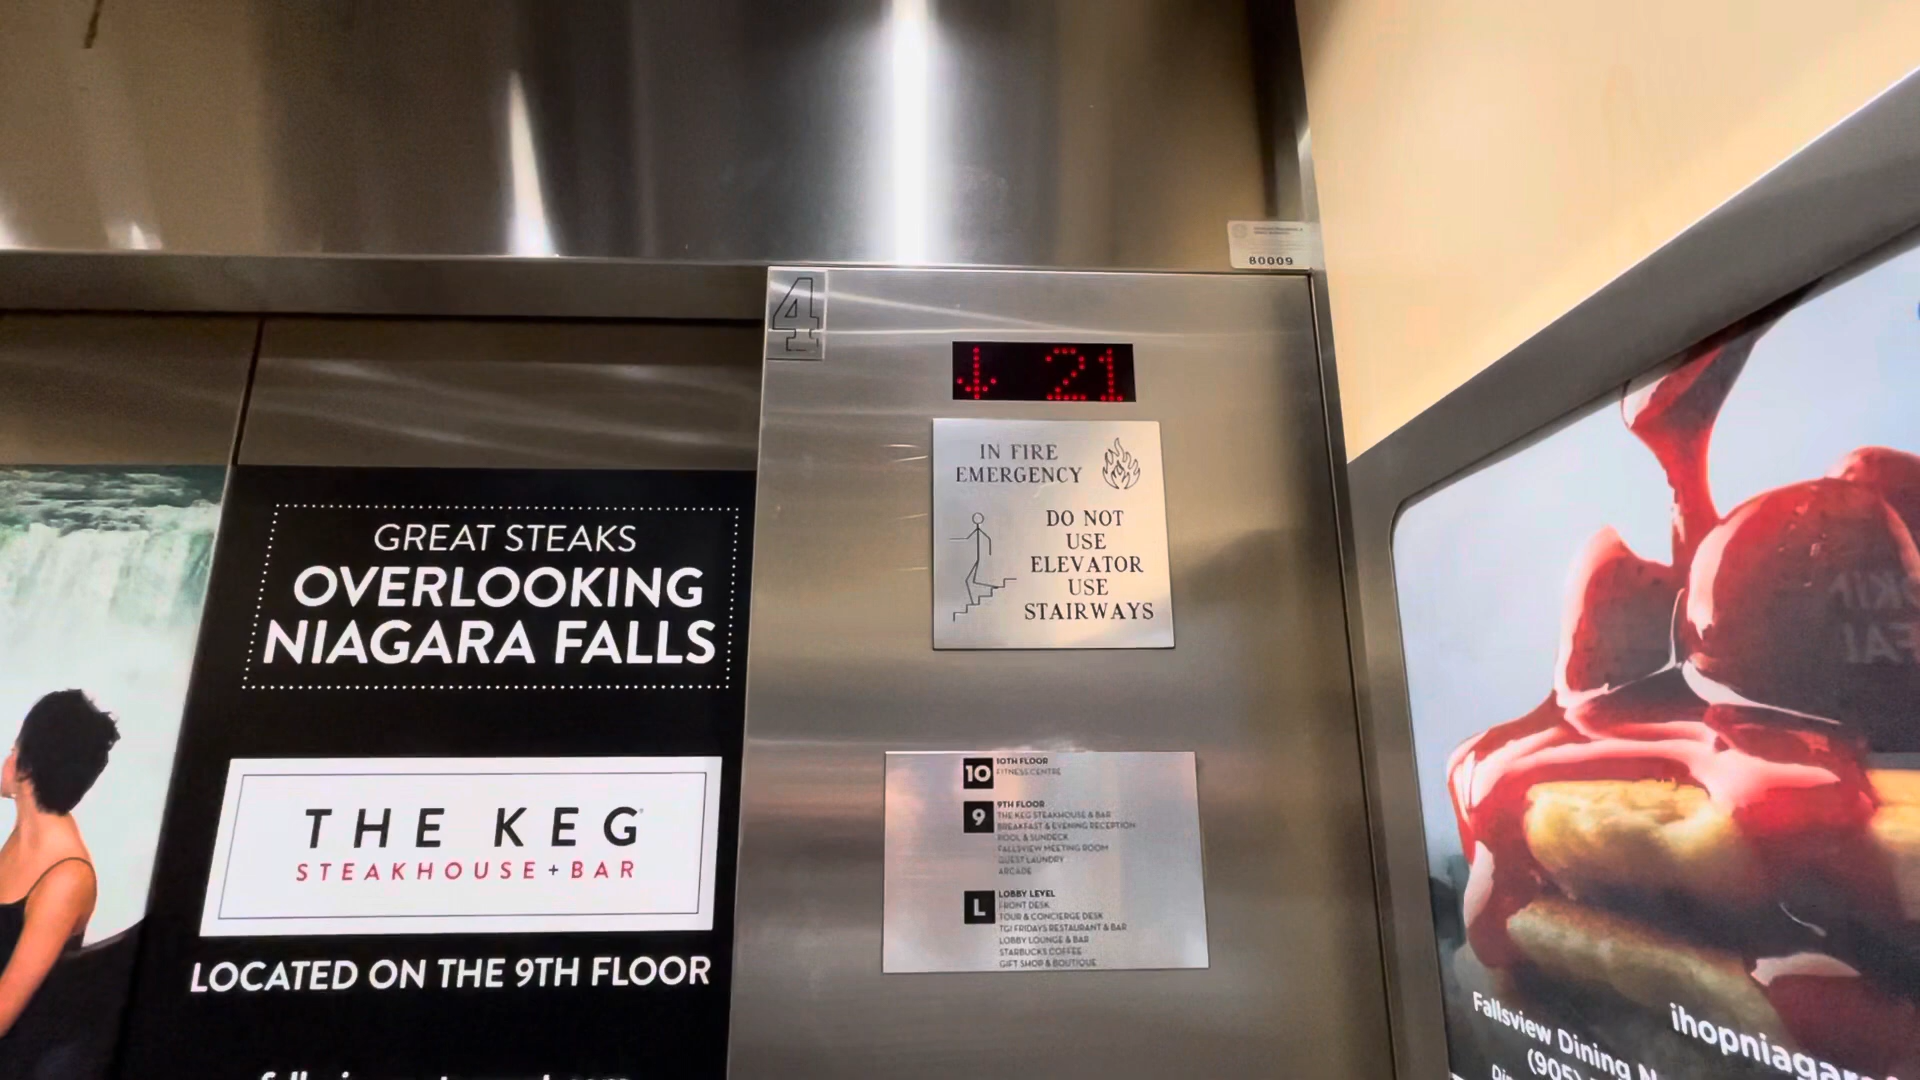 80009
4
↓ 21
IN FIRE
EMERGENCY
DO NOT
USE
ELEVATOR
USE
STAIRWAYS
GREAT STEAKS
OVERLOOKING
NIAGARA FALLS
THE KEG
STEAKHOUSE + BAR
LOCATED ON THE 9TH FLOOR
10 10TH FLOOR
FITNESS CENTRE
9 9TH FLOOR
THE KEG STEAKHOUSE & BAR
BREAKFAST & EVENING RECEPTION
POOL & SUNDECK
FALLSVIEW MEETING ROOM
GUEST LAUNDRY
ARCADE
L LOBBY LEVEL
FRONT DESK
TOUR & CONCIERGE DESK
TGI FRIDAYS RESTAURANT & BAR
LOBBY LOUNGE & BAR
STARBUCKS COFFEE
GIFT SHOP & BOUTIQUE
ihopniagar
Fallsview Dining N
(905)